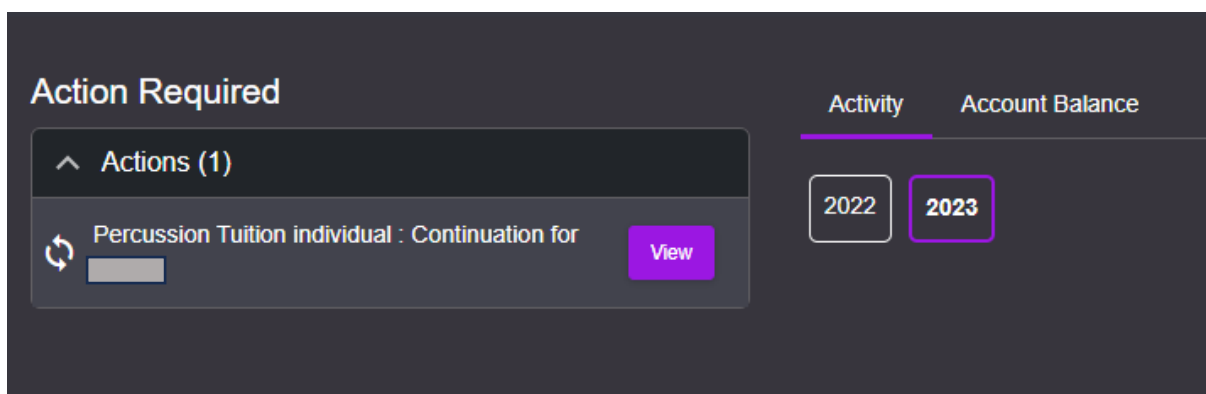 Action Required
Actions (1)
Percussion Tuition individual : Continuation for
View
Activity
Account Balance
2022
2023